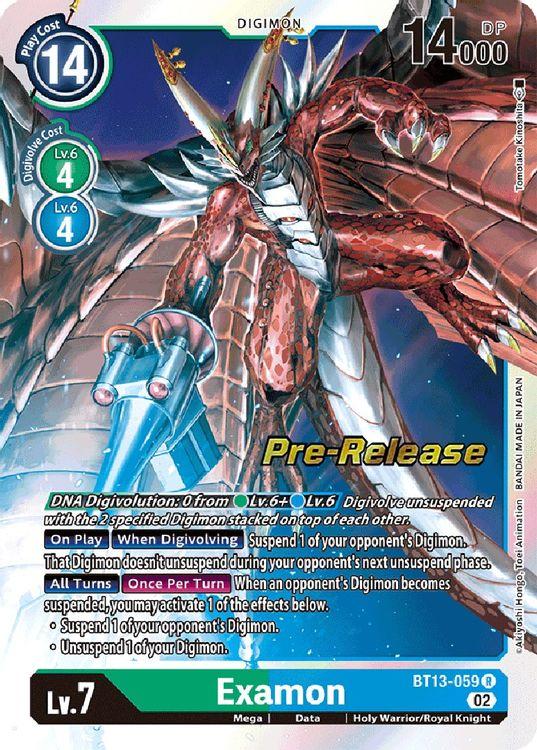 DIGIMON
Play Cost
14
14000
DP
Digivolve Cost
Lv.6
4
Lv.6
4
Tomotake Kinoshita
Pre-Release
DNA Digivolution: 0 from Lv.6+ Lv.6 Digivolve unsuspended
with the 2 specified Digimon stacked on top of each other.
On Play When Digivolving Suspend 1 of your opponent's Digimon.
That Digimon doesn't unsuspend during your opponent's next unsuspend phase.
All Turns Once Per Turn When an opponent's Digimon becomes
suspended, you may activate 1 of the effects below.
・Suspend 1 of your opponent's Digimon.
・Unsuspend 1 of your Digimon.
©Akiyoshi Hongo, Toei Animation BANDAI MADE IN JAPAN
Lv.7
Examon
BT13-059 R
02
Mega | Data | Holy Warrior/Royal Knight